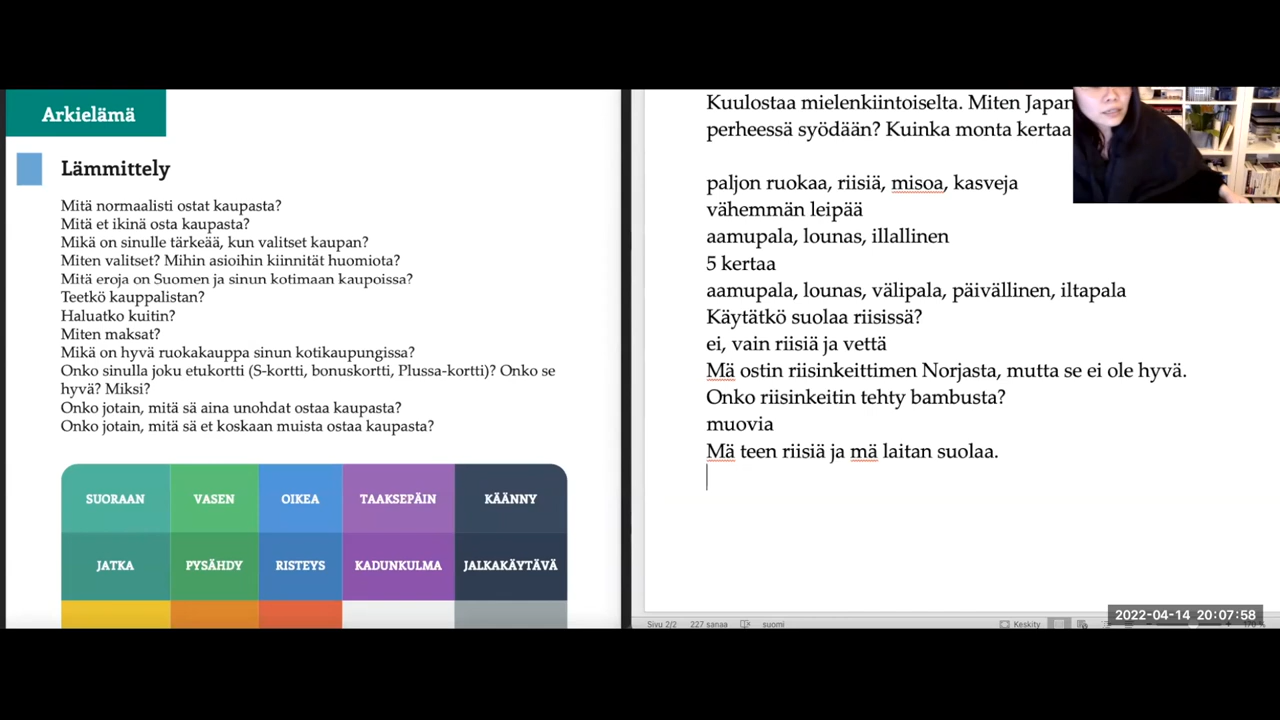 Arkielämä
Lämmittely
Mitä normaalisti ostat kaupasta?
Mitä et ikinä osta kaupasta?
Mikä on sinulle tärkeää, kun valitset kaupan?
Miten valitset? Mihin asioihin kiinnität huomiota?
Mitä eroja on Suomen ja sinun kotimaan kaupoissa?
Teetkö kauppalistan?
Haluatko kuitin?
Miten maksat?
Mikä on hyvä ruokakauppa sinun kotikaupungissa?
Onko sinulla joku etukortti (S-kortti, bonuskortti, Plussa-kortti)? Onko se
hyvä? Miksi?
Onko jotain, mitä sä aina unohdat ostaa kaupasta?
Onko jotain, mitä sä et koskaan muista ostaa kaupasta?
SUORAAN VASEN OIKEA TAAKSEPÄIN KÄÄNNY
JATKA PYSÄHDY RISTEYS KADUNKULMA JALKAKÄYTÄVÄ
Kuulostaa mielenkiintoiselta. Miten Japan
perheessä syödään? Kuinka monta kertaa
paljon ruokaa, riisiä, misoa, kasveja
vähemmän leipää
aamupala, lounas, illallinen
5 kertaa
aamupala, lounas, välipala, päivällinen, iltapala
Käytätkö suolaa riisissä?
ei, vain riisiä ja vettä
Mä ostin riisinkeittimen Norjasta, mutta se ei ole hyvä.
Onko riisinkeitin tehty bambusta?
muovia
Mä teen riisiä ja mä laitan suolaa.
Sivu 2/2 227 sanaa suomi Keskity
2022-04-14 20:07:58